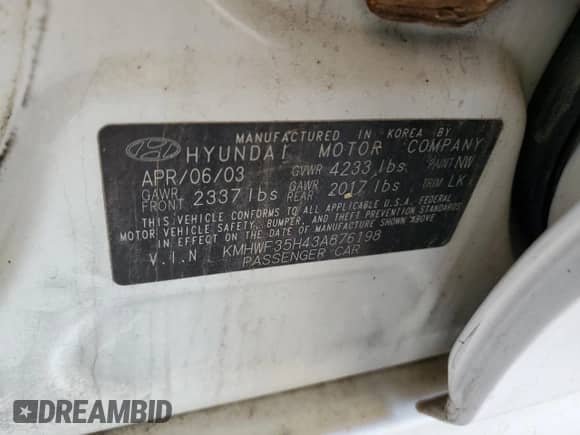 MANUFACTURED IN KOREA BY
HYUNDAI MOTOR COMPANY
APR/06/03 GVWR 4233 lbs PAINT NW
GAWR FRONT 2337 lbs GAWR REAR 2017 lbs TRIM LK
THIS VEHICLE CONFORMS TO ALL APPLICABLE U.S.A. FEDERAL
MOTOR VEHICLE SAFETY, BUMPER, AND THEFT STANDARDS
IN EFFECT ON THE DATE OF MANUFACTURE SHOWN ABOVE
V.I.N KMHWF35H43A876198
PASSENGER CAR
DREAMBID